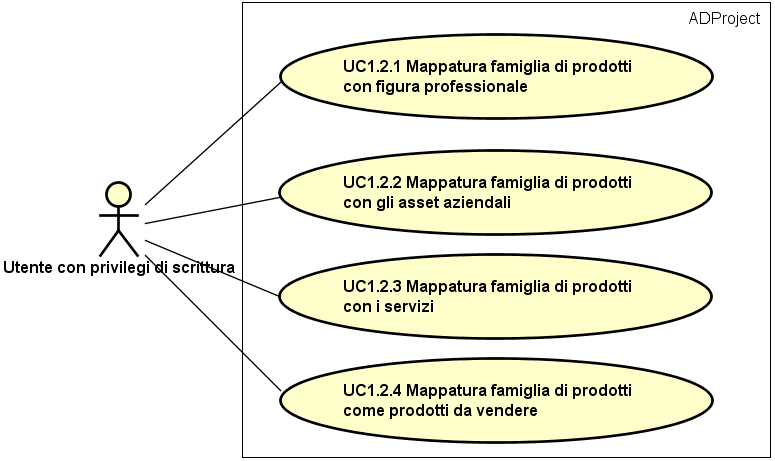 ADProject
UC1.2.1 Mappatura famiglia di prodotti
con figura professionale
UC1.2.2 Mappatura famiglia di prodotti
con gli asset aziendali
Utente con privilegi di scrittura
UC1.2.3 Mappatura famiglia di prodotti
con i servizi
UC1.2.4 Mappatura famiglia di prodotti
come prodotti da vendere